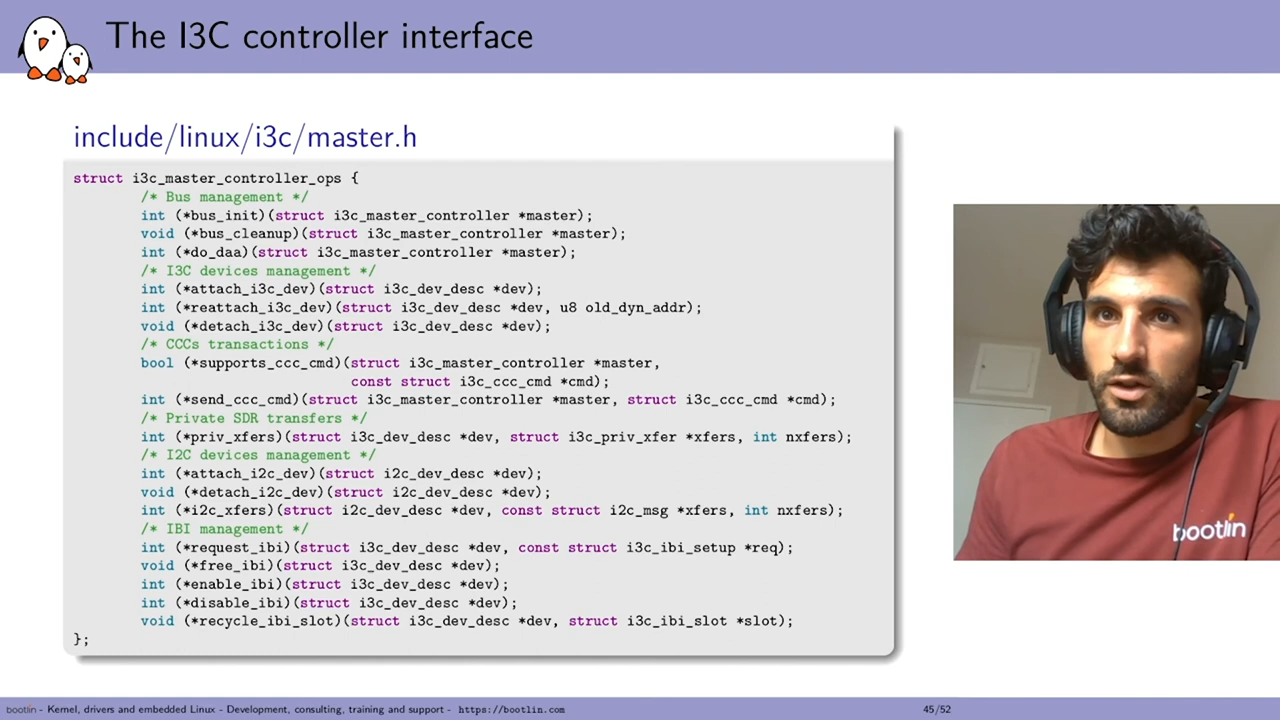 The I3C controller interface
include/linux/i3c/master.h
struct i3c_master_controller_ops {
/* Bus management */
int (*bus_init)(struct i3c_master_controller *master);
void (*bus_cleanup)(struct i3c_master_controller *master);
int (*do_daa)(struct i3c_master_controller *master);
/* I3C devices management */
int (*attach_i3c_dev)(struct i3c_dev_desc *dev);
int (*reattach_i3c_dev)(struct i3c_dev_desc *dev, u8 old_dyn_addr);
void (*detach_i3c_dev)(struct i3c_dev_desc *dev);
/* CCCs transactions */
bool (*supports_ccc_cmd)(struct i3c_master_controller *master,
const struct i3c_ccc_cmd *cmd);
int (*send_ccc_cmd)(struct i3c_master_controller *master, struct i3c_ccc_cmd *cmd);
/* Private SDR transfers */
int (*priv_xfers)(struct i3c_dev_desc *dev, struct i3c_priv_xfer *xfers, int nxfers);
/* I2C devices management */
int (*attach_i2c_dev)(struct i2c_dev_desc *dev);
void (*detach_i2c_dev)(struct i2c_dev_desc *dev);
int (*i2c_xfers)(struct i2c_dev_desc *dev, const struct i2c_msg *xfers, int nxfers);
/* IBI management */
int (*request_ibi)(struct i3c_dev_desc *dev, const struct i3c_ibi_setup *req);
void (*free_ibi)(struct i3c_dev_desc *dev);
int (*enable_ibi)(struct i3c_dev_desc *dev);
int (*disable_ibi)(struct i3c_dev_desc *dev);
void (*recycle_ibi_slot)(struct i3c_dev_desc *dev, struct i3c_ibi_slot *slot);
};
bootlin
bootlin - Kernel, drivers and embedded Linux - Development, consulting, training and support - https://bootlin.com
45/52